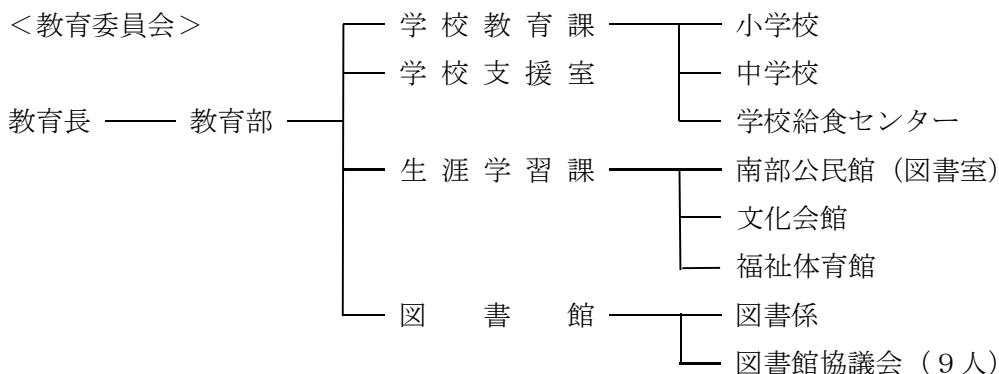 ＜教育委員会＞ 学校教育課 小学校
学校支援室 中学校
教育長 教育部 学校給食センター
生涯学習課 南部公民館（図書室）
文化会館
福祉体育館
図書館 図書係
図書館協議会（９人）